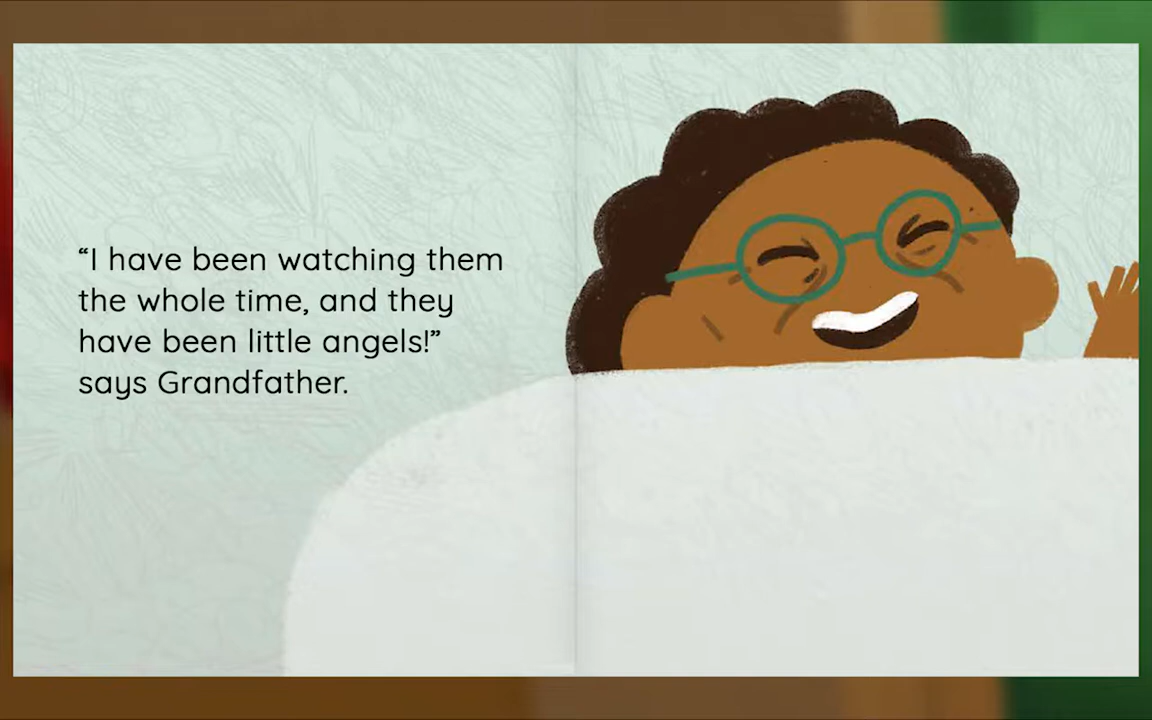 “I have been watching them
the whole time, and they
have been little angels!”
says Grandfather.